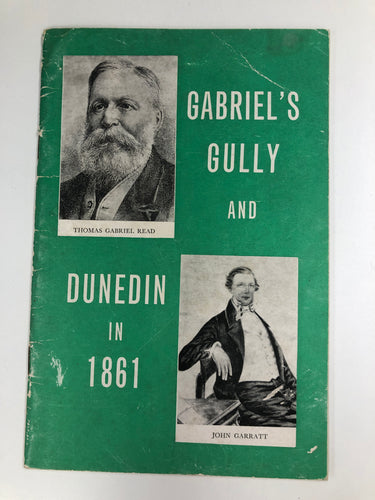 THOMAS GABRIEL READ
GABRIEL'S
GULLY
AND
DUNEDIN
IN
1861
JOHN GARRATT